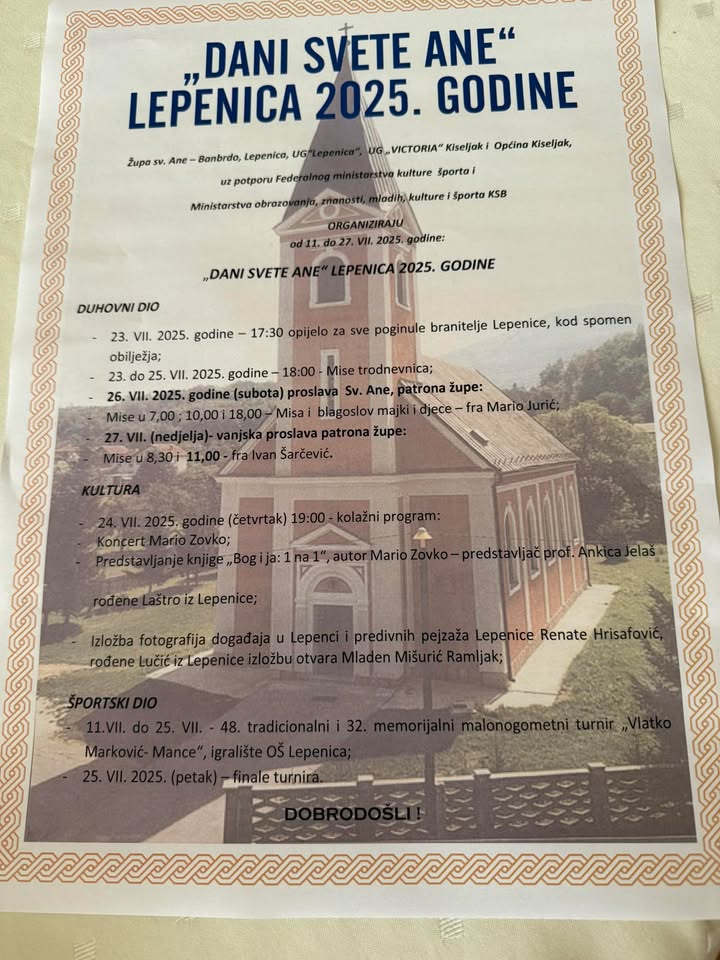 „DANI SVETE ANE“
LEPENICA 2025. GODINE
Župa sv. Ane – Banbrdo, Lepenica, UG"Lepenica", UG „VICTORIA“ Kiseljak i Općina Kiseljak,
uz potporu Federalnog ministarstva kulture športa i
Ministarstva obrazovanja, znanosti, mladih, kulture i športa KSB
ORGANIZIRAJU
od 11. do 27. VII. 2025. godine:
„DANI SVETE ANE“ LEPENICA 2025. GODINE
DUHOVNI DIO
- 23. VII. 2025. godine – 17:30 opijelo za sve poginule branitelje Lepenice, kod spomen
obilježja;
- 23. do 25. VII. 2025. godine – 18:00 - Mise trodnevnica;
- 26. VII. 2025. godine (subota) proslava Sv. Ane, patrona župe:
- Mise u 7,00 ; 10,00 i 18,00 – Misa i blagoslov majki i djece – fra Mario Jurić;
- 27. VII. (nedjelja)- vanjska proslava patrona župe:
- Mise u 8,30 i 11,00 - fra Ivan Šarčević.
KULTURA
- 24. VII. 2025. godine (četvrtak) 19:00 - kolažni program:
- Koncert Mario Zovko;
- Predstavljanje knjige „Bog i ja: 1 na 1“, autor Mario Zovko – predstavljač prof. Ankica Jelaš
rođene Laštro iz Lepenice;
- Izložba fotografija događaja u Lepenci i predivnih pejzaža Lepenice Renate Hrisafović,
rođene Lučić iz Lepenice izložbu otvara Mladen Mišurić Ramljak;
ŠPORTSKI DIO
- 11.VII. do 25. VII. - 48. tradicionalni i 32. memorijalni malonogometni turnir „Vlatko
Marković- Mance“, igralište OŠ Lepenica;
- 25. VII. 2025. (petak) – finale turnira.
DOBRODOŠLI !